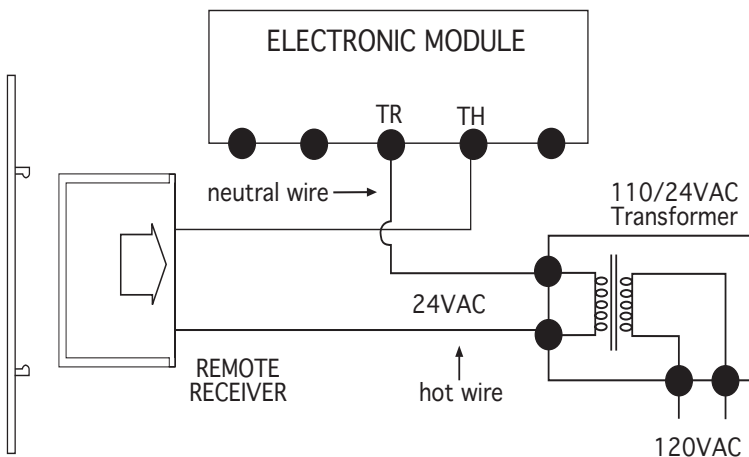 ELECTRONIC MODULE
TR
TH
neutral wire
110/24VAC
Transformer
24VAC
REMOTE
RECEIVER
hot wire
120VAC